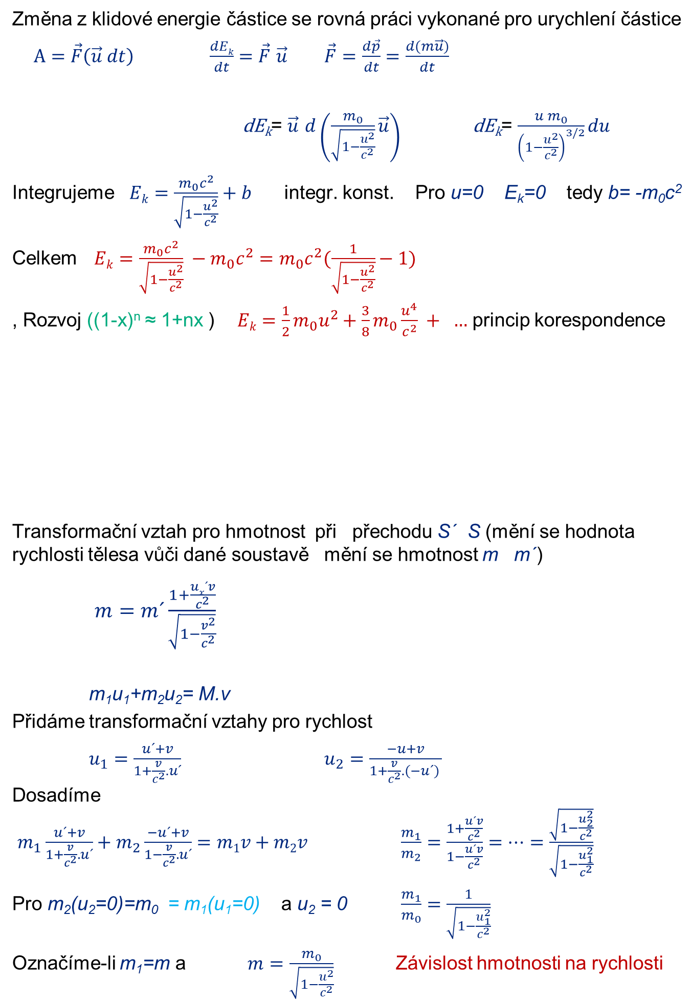 Změna z klidové energie částice se rovná práci vykonané pro urychlení částice
A = \vec{F}(\vec{u} dt)    \frac{dE_k}{dt} = \vec{F} \vec{u}    \vec{F} = \frac{d\vec{p}}{dt} = \frac{d(m\vec{u})}{dt}
dE_k= \vec{u} d \left( \frac{m_0}{\sqrt{1-\frac{u^2}{c^2}}} \vec{u} \right)    dE_k= \frac{u m_0}{\left(1-\frac{u^2}{c^2}\right)^{3/2}} du
Integrujeme E_k = \frac{m_0c^2}{\sqrt{1-\frac{u^2}{c^2}}} + b    integr. konst.    Pro u=0    E_k=0    tedy b= -m_0c^2
Celkem E_k = \frac{m_0c^2}{\sqrt{1-\frac{u^2}{c^2}}} - m_0c^2 = m_0c^2(\frac{1}{\sqrt{1-\frac{u^2}{c^2}}} - 1)
, Rozvoj ((1-x)^n ≈ 1+nx )    E_k = \frac{1}{2} m_0u^2 + \frac{3}{8} m_0 \frac{u^4}{c^2} + ... princip korespondence
Transformační vztah pro hmotnost při přechodu S´ S (mění se hodnota
rychlosti tělesa vůči dané soustavě mění se hmotnost m m´)
m = m´ \frac{1+\frac{u_x´v}{c^2}}{\sqrt{1-\frac{v^2}{c^2}}}
m_1u_1+m_2u_2= M.v
Přidáme transformační vztahy pro rychlost
u_1 = \frac{u´+v}{1+\frac{v}{c^2}.u´}    u_2 = \frac{-u+v}{1+\frac{v}{c^2}.(-u´)}
Dosadíme
m_1 \frac{u´+v}{1+\frac{v}{c^2}.u´} + m_2 \frac{-u´+v}{1-\frac{v}{c^2}.u´} = m_1v + m_2v    \frac{m_1}{m_2} = \frac{1+\frac{u´v}{c^2}}{1-\frac{u´v}{c^2}} = ⋯ = \frac{\sqrt{1-\frac{u_2^2}{c^2}}}{\sqrt{1-\frac{u_1^2}{c^2}}}
Pro m_2(u_2=0)=m_0 = m_1(u_1=0)    a u_2 = 0    \frac{m_1}{m_0} = \frac{1}{\sqrt{1-\frac{u_1^2}{c^2}}}
Označíme-li m_1=m a    m = \frac{m_0}{\sqrt{1-\frac{u^2}{c^2}}}    Závislost hmotnosti na rychlosti